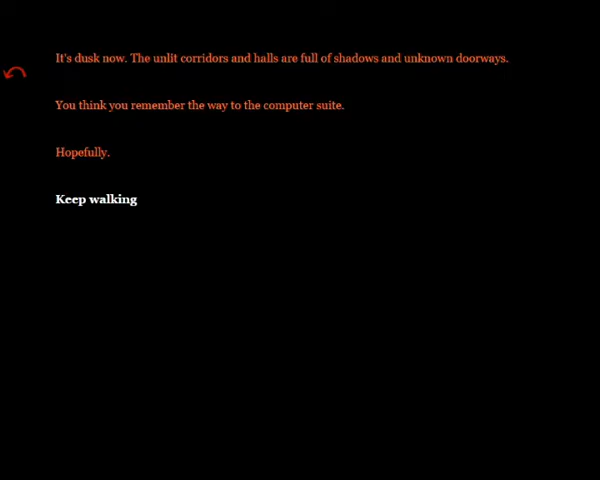 It's dusk now. The unlit corridors and halls are full of shadows and unknown doorways.
You think you remember the way to the computer suite.
Hopefully.
Keep walking